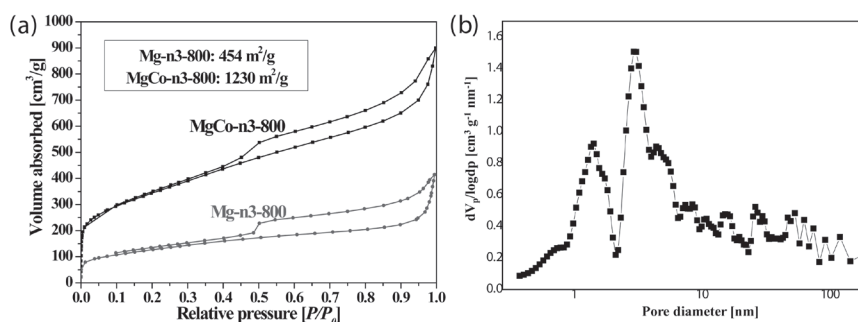 (a)
1000
900
800
700
600
500
400
300
200
100
0
Volume absorbed [cm³/g]
Mg-n3-800: 454 m²/g
MgCo-n3-800: 1230 m²/g
MgCo-n3-800
Mg-n3-800
0.0 0.1 0.2 0.3 0.4 0.5 0.6 0.7 0.8 0.9 1.0
Relative pressure [P/P₀]
(b)
1.6
1.4
1.2
1.0
0.8
0.6
0.4
0.2
0.0
dVₚ/logdp [cm³ g⁻¹ nm⁻¹]
1 10 100
Pore diameter [nm]